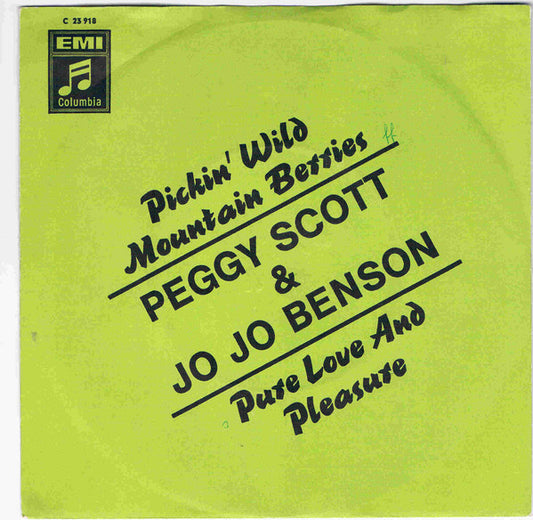 C 23 918
EMI
Columbia
Pickin' Wild
Mountain Berries
PEGGY SCOTT
&
JO JO BENSON
Pure Love And
Pleasure